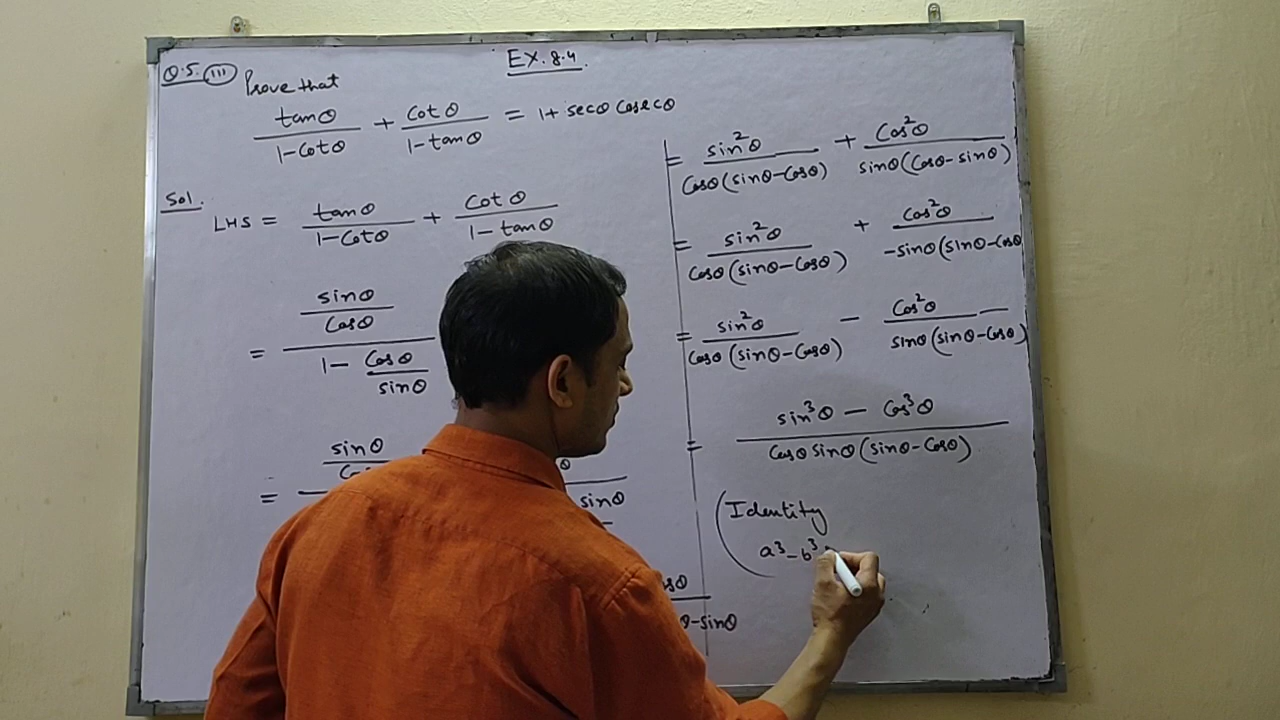 EX. 8.4.
Q.5. (iii) Prove that
tanθ / 1-Cotθ + Cotθ / 1-tanθ = 1+ secθ Cosecθ
Sol.
LHS = tanθ / 1-Cotθ + Cotθ / 1-tanθ
= sinθ / Cosθ / 1- Cosθ / sinθ
= sinθ
sinθ
θ-sinθ
= sin²θ / Cosθ(sinθ-Cosθ) + Cos²θ / sinθ(Cosθ-sinθ)
= sin²θ / Cosθ(sinθ-Cosθ) + Cos²θ / -sinθ(sinθ-Cosθ
= sin²θ / Cosθ(sinθ-Cosθ) - Cos²θ / sinθ(sinθ-Cosθ)
= sin³θ - Cos³θ / Cosθ sinθ(sinθ-Cosθ)
(Identity
a³-b³